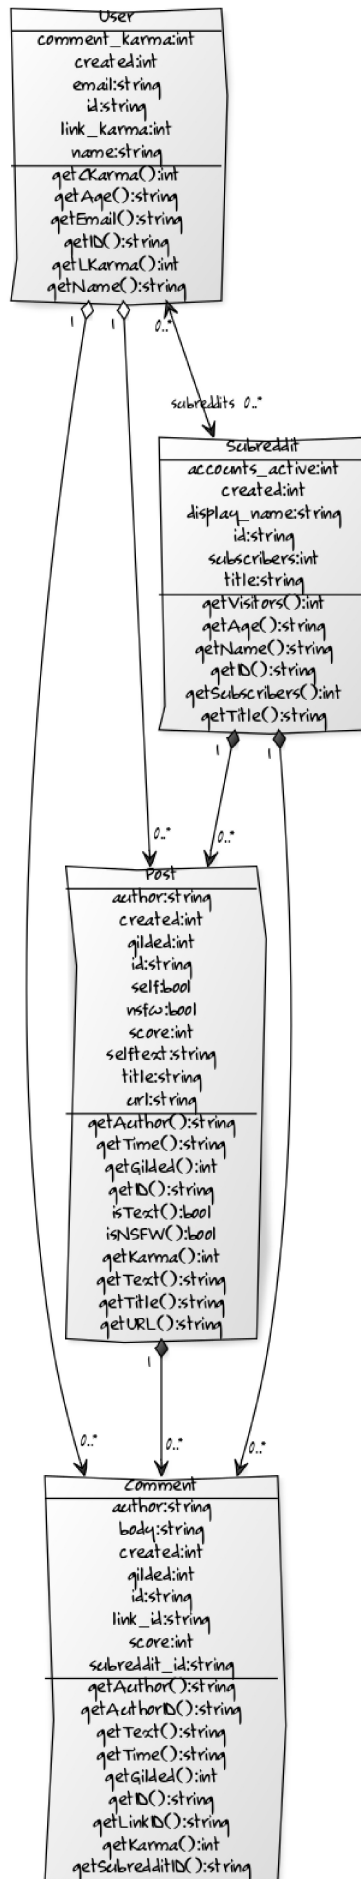 User
comment_karma:int
created:int
email:string
id:string
link_karma:int
name:string
getCKarma():int
getAge():string
getEmail():string
getID():string
getLKarma():int
getName():string
1
1
0..*
subreddits 0..*
Subreddit
accounts_active:int
created:int
display_name:string
id:string
subscribers:int
title:string
getVisitors():int
getAge():string
getName():string
getID():string
getSubscribers():int
getTitle():string
1
1
0..*
0..*
Post
author:string
created:int
gilded:int
id:string
self:bool
nsfw:bool
score:int
selftext:string
title:string
url:string
getAuthor():string
getTime():string
getGilded():int
getID():string
isText():bool
isNSFW():bool
getKarma():int
getText():string
getTitle():string
getURL():string
1
0..*
0..*
0..*
Comment
author:string
body:string
created:int
gilded:int
id:string
link_id:string
score:int
subreddit_id:string
getAuthor():string
getAuthorID():string
getText():string
getTime():string
getGilded():int
getID():string
getLinkID():string
getKarma():int
getSubredditID():string